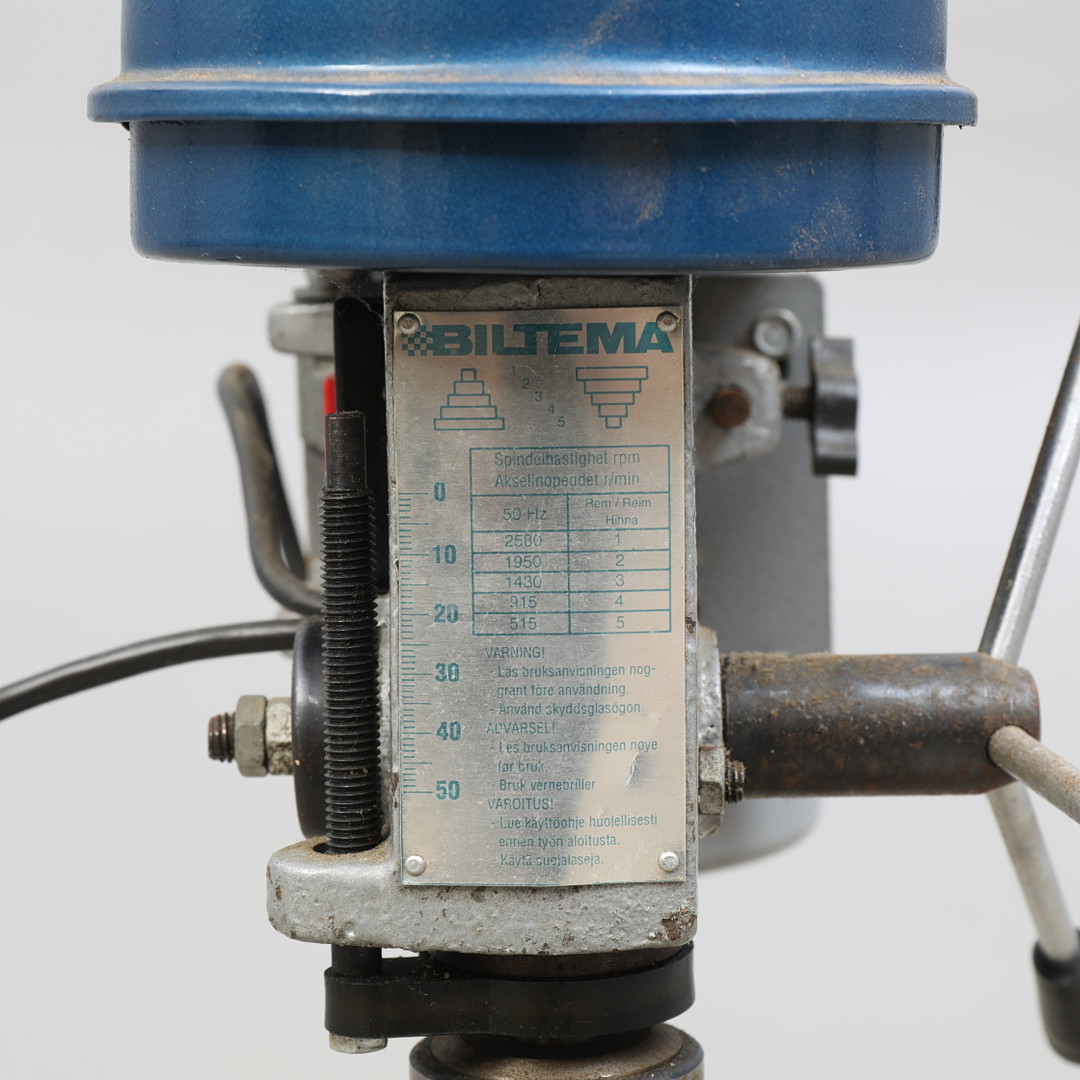 BILTEMA
1
2
3
4
5
Spindelhastighet rpm
Akselinopeudet r/min
50 Hz Rem / Reim
Hihna
2580 1
1950 2
1430 3
915 4
515 5
0
10
20
30
40
50
VARNING!
- Läs bruksanvisningen nog-
grant före användning.
- Använd skyddsglasögon.
ADVARSEL!
- Les bruksanvisningen nøye
før bruk.
- Bruk vernebriller
VAROITUS!
- Lue käyttöohje huolellisesti
ennen työn aloitusta.
- Käytä suojalaseja.